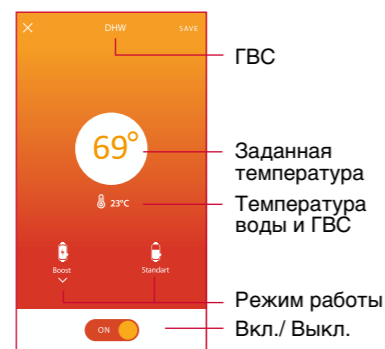 DHW
SAVE
ГВС
69°
Заданная
температура
23°C
Температура
воды и ГВС
Boost
Standart
Режим работы
ON
Вкл./ Выкл.